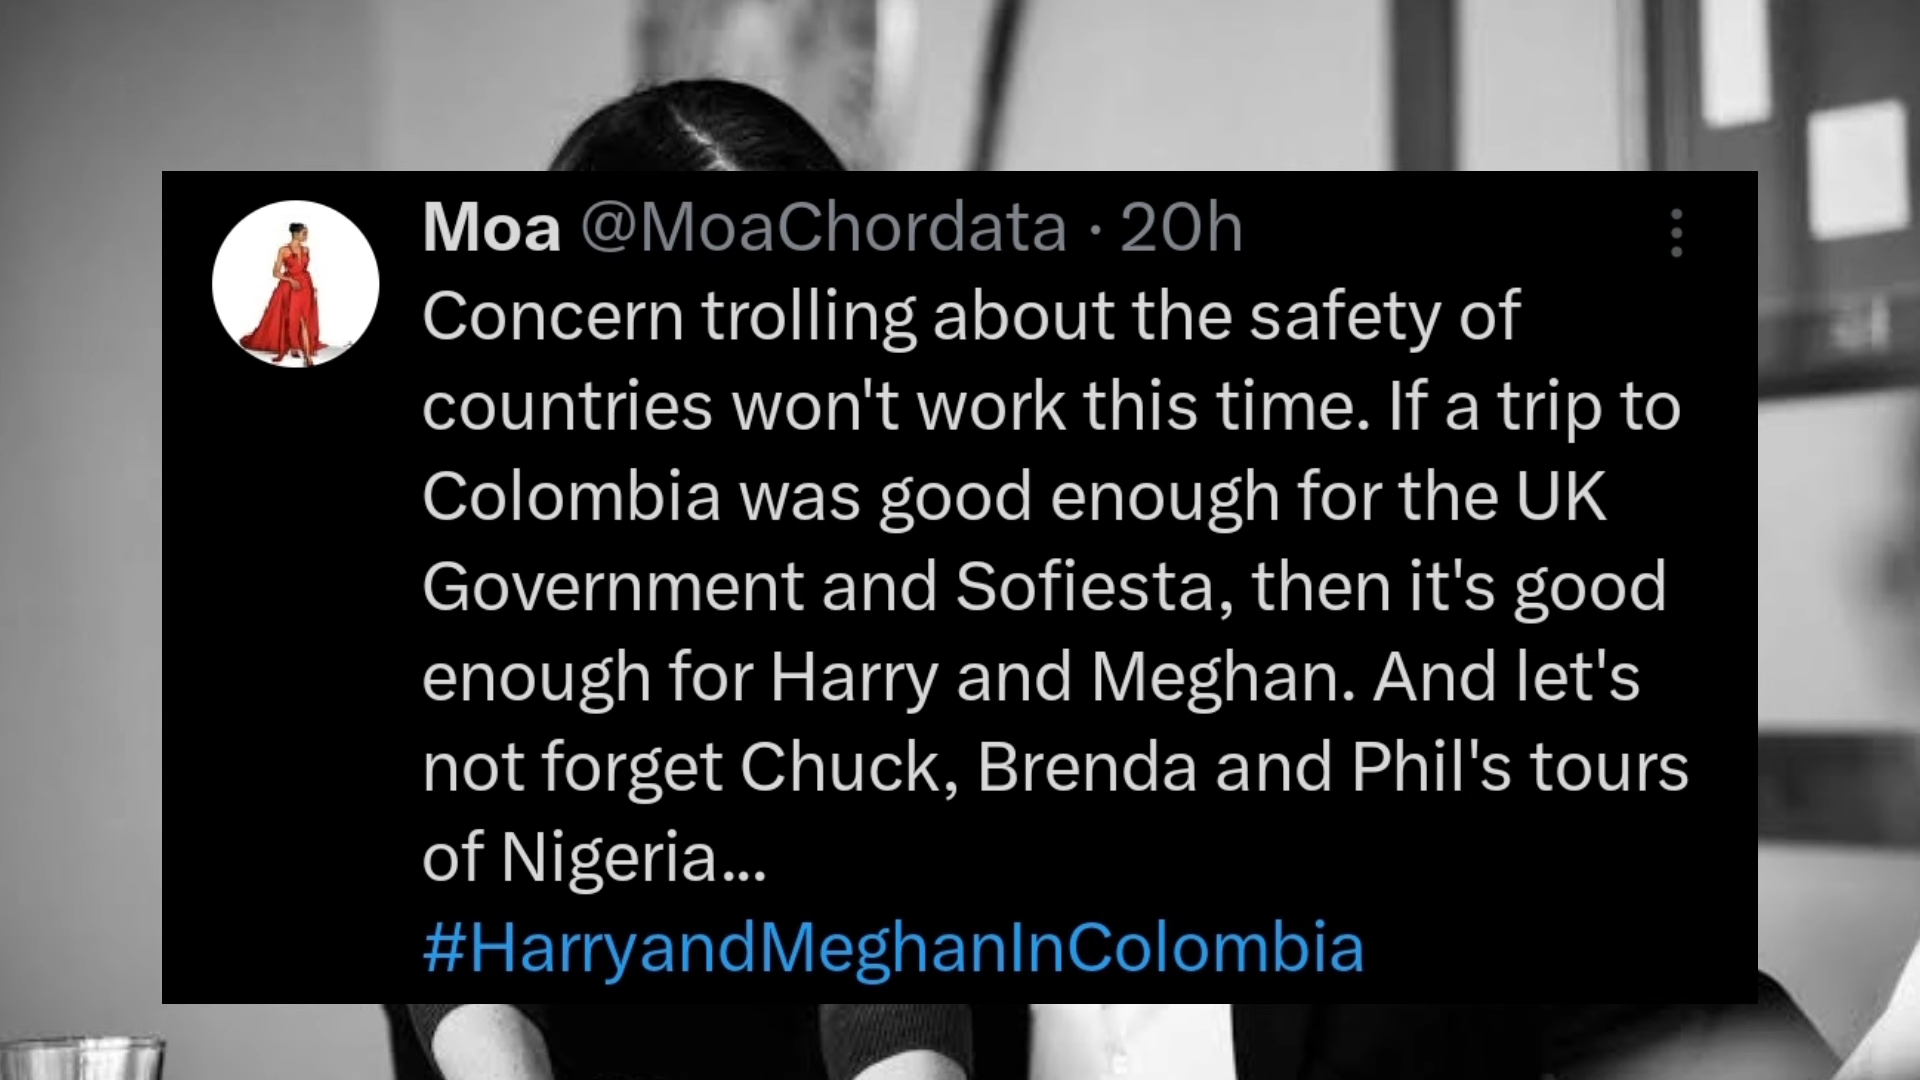 Moa @MoaChordata · 20h
Concern trolling about the safety of
countries won't work this time. If a trip to
Colombia was good enough for the UK
Government and Sofiesta, then it's good
enough for Harry and Meghan. And let's
not forget Chuck, Brenda and Phil's tours
of Nigeria...
#HarryandMeghanInColombia